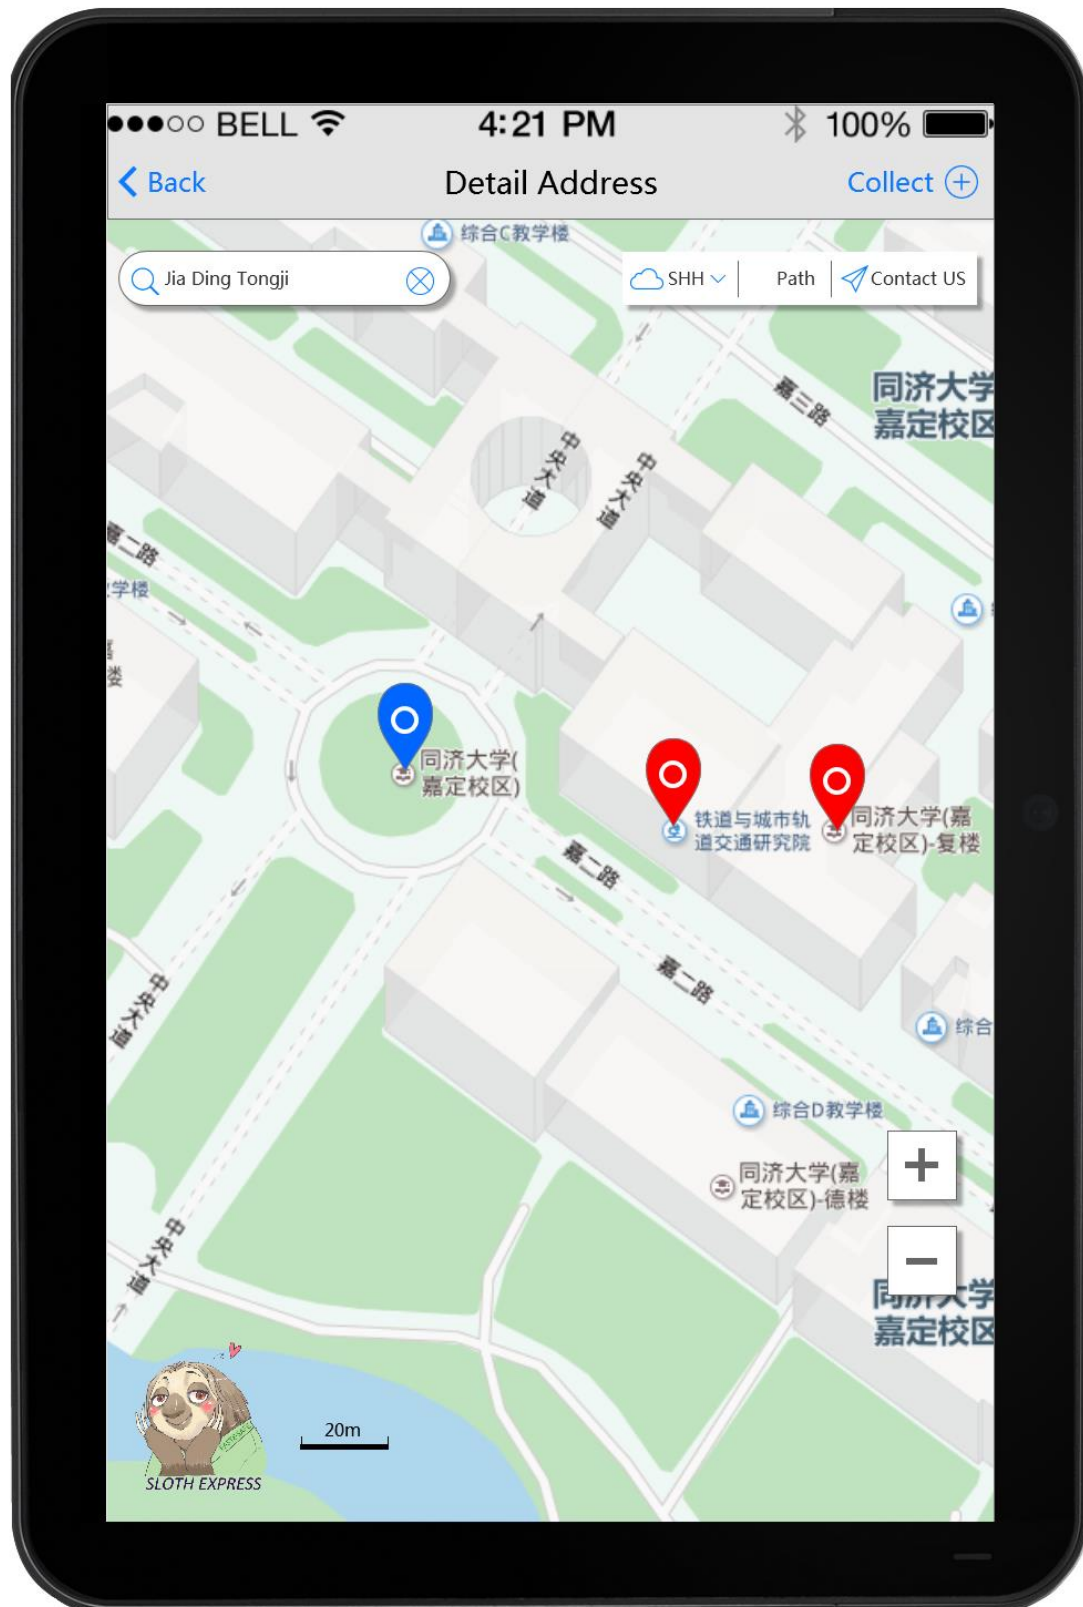 BELL 4:21 PM 100%
Back Detail Address Collect
综合C教学楼
Jia Ding Tongji
SHH Path Contact US
同济大学
嘉定校区
嘉三路
中央大道
中央大道
嘉二路
学楼
楼
同济大学(
嘉定校区)
铁道与城市轨
道交通研究院
同济大学(嘉
定校区)-复楼
嘉二路
嘉二路
中央大道
综合
综合D教学楼
+
同济大学(嘉
定校区)-德楼
中央大道
−
同济大学
嘉定校区
20m
SLOTH EXPRESS